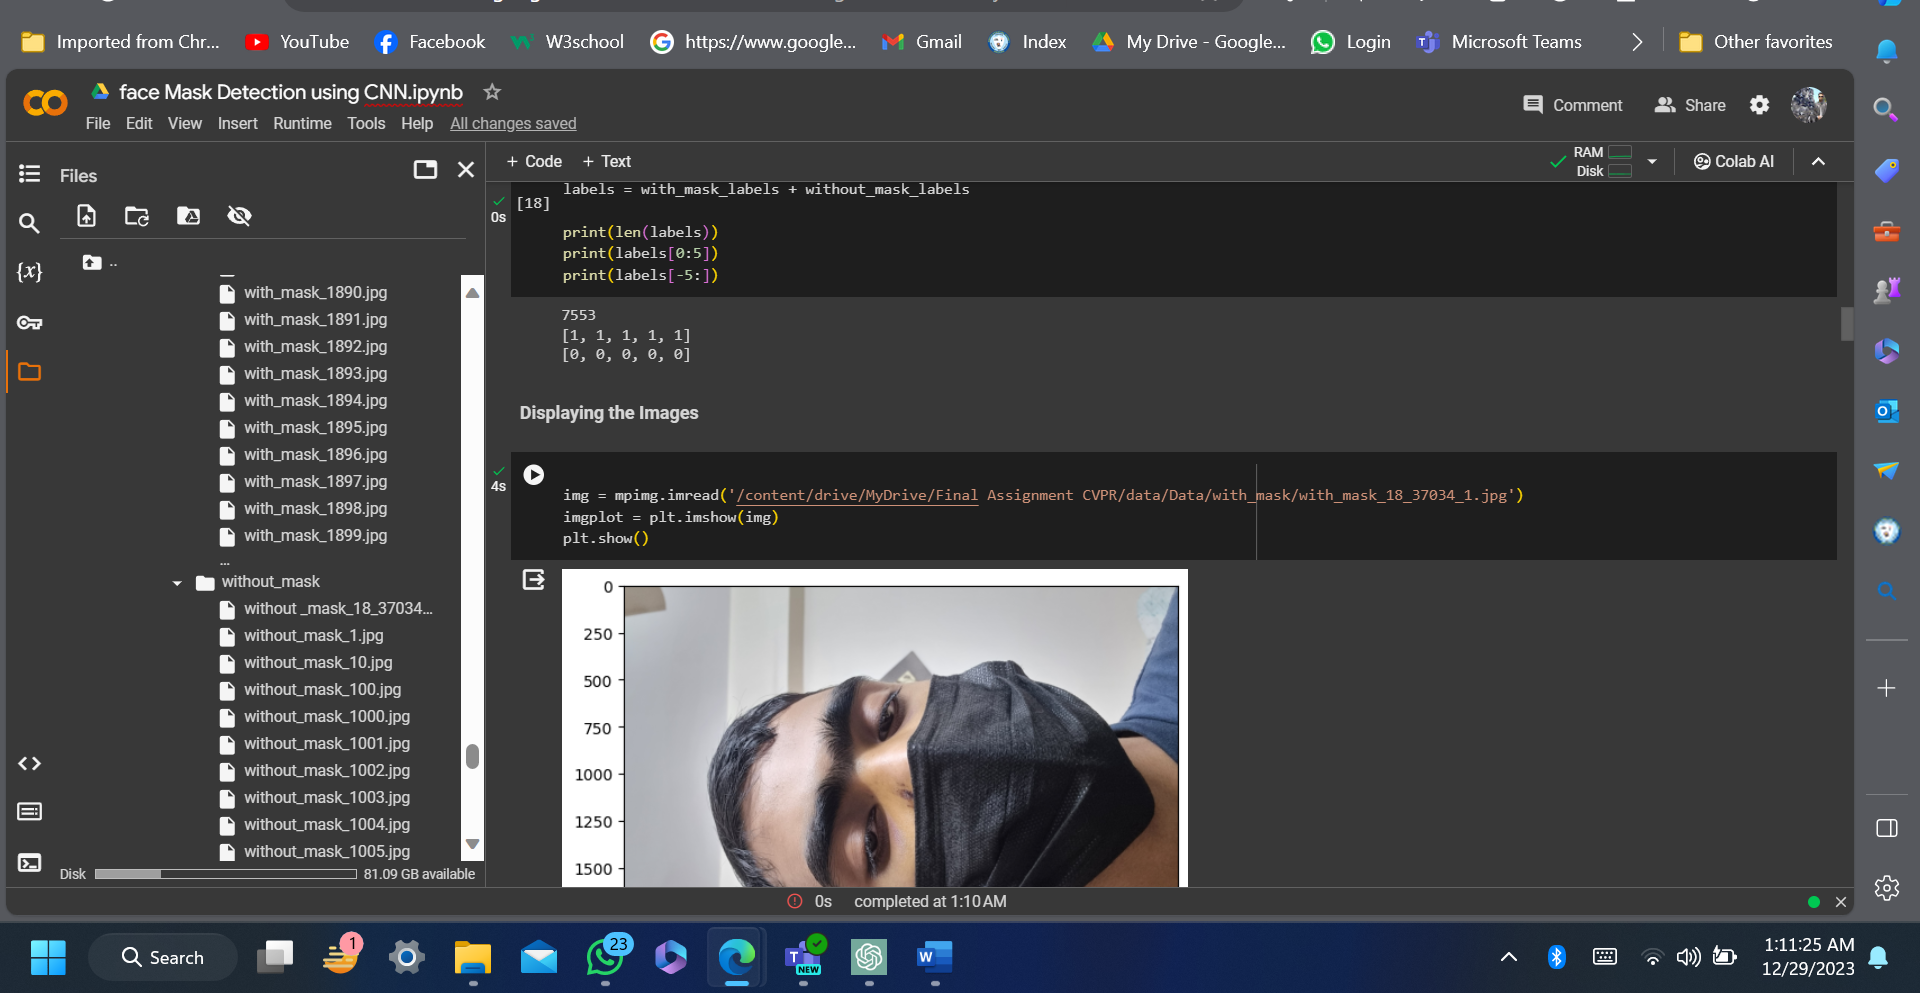 Imported from Chr...
YouTube
Facebook
W3school
https://www.google...
Gmail
Index
My Drive - Google...
Login
Microsoft Teams
Other favorites
face Mask Detection using CNN.ipynb
Comment
Share
File Edit View Insert Runtime Tools Help All changes saved
Files
+ Code + Text
RAM
Disk
Colab AI
..
with_mask_1890.jpg
with_mask_1891.jpg
with_mask_1892.jpg
with_mask_1893.jpg
with_mask_1894.jpg
with_mask_1895.jpg
with_mask_1896.jpg
with_mask_1897.jpg
with_mask_1898.jpg
with_mask_1899.jpg
...
without_mask
without _mask_18_37034...
without_mask_1.jpg
without_mask_10.jpg
without_mask_100.jpg
without_mask_1000.jpg
without_mask_1001.jpg
without_mask_1002.jpg
without_mask_1003.jpg
without_mask_1004.jpg
without_mask_1005.jpg
Disk
81.09 GB available
0s
[18]
labels = with_mask_labels + without_mask_labels
print(len(labels))
print(labels[0:5])
print(labels[-5:])
7553
[1, 1, 1, 1, 1]
[0, 0, 0, 0, 0]
Displaying the Images
4s
img = mpimg.imread('/content/drive/MyDrive/Final Assignment CVPR/data/Data/with_mask/with_mask_18_37034_1.jpg')
imgplot = plt.imshow(img)
plt.show()
0
250
500
750
1000
1250
1500
0s completed at 1:10 AM
Search
1
23
NEW
1:11:25 AM
12/29/2023